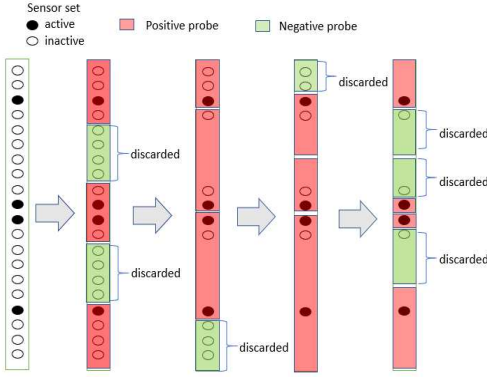 Sensor set
active
inactive
Positive probe
Negative probe
discarded
discarded
discarded
discarded
discarded
discarded
discarded